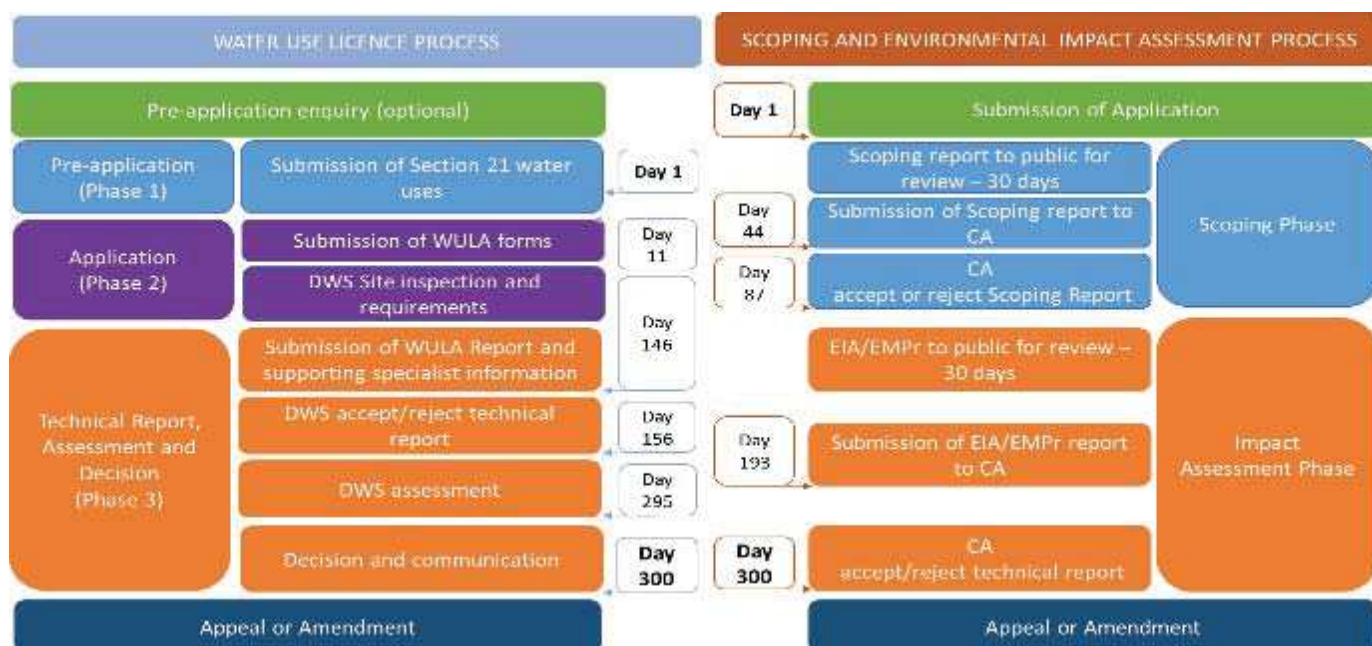 WATER USE LICENCE PROCESS
Pre-application enquiry (optional)
Pre-application
(Phase 1)
Submission of Section 21 water
uses
Day 1
Application
(Phase 2)
Submission of WULA forms
Day
11
DWS Site inspection and
requirements
Day
146
Technical Report,
Assessment and
Decision
(Phase 3)
Submission of WULA Report and
supporting specialist information
DWS accept/reject technical
report
Day
156
DWS assessment
Day
295
Decision and communication
Day
300
Appeal or Amendment
SCOPING AND ENVIRONMENTAL IMPACT ASSESSMENT PROCESS
Day 1
Submission of Application
Scoping report to public for
review – 30 days
Scoping Phase
Day
44
Submission of Scoping report to
CA
Day
87
CA
accept or reject Scoping Report
EIA/EMPr to public for review –
30 days
Impact
Assessment Phase
Day
193
Submission of EIA/EMPr report
to CA
Day
300
CA
accept/reject technical report
Appeal or Amendment